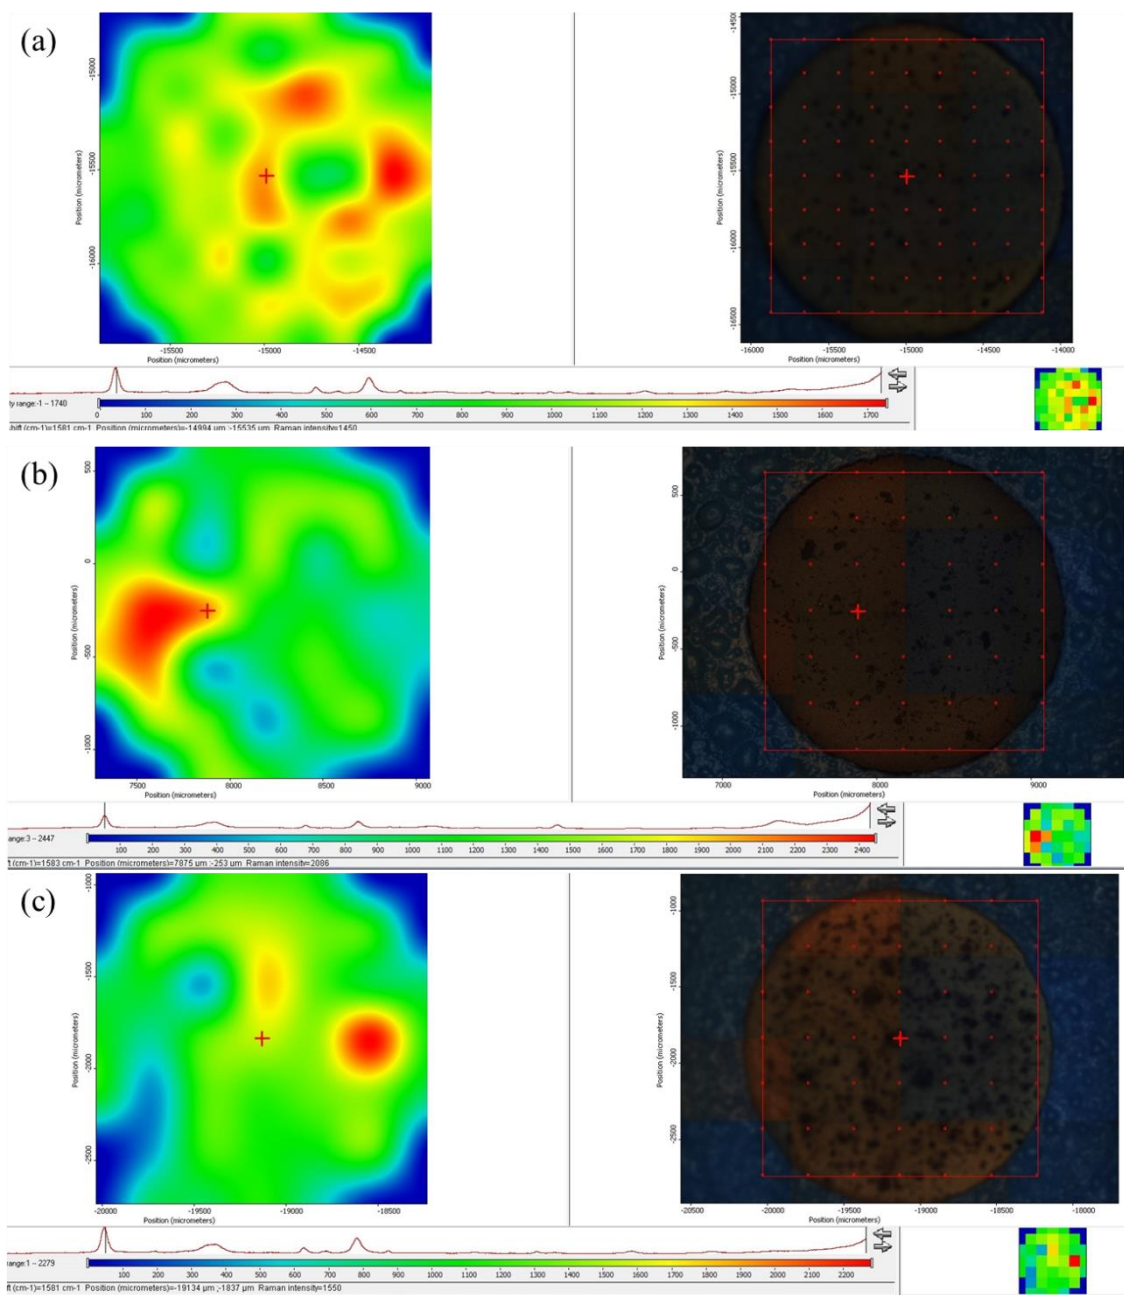 (a)
Position (micrometers)
-15000
-15500
-16000
-15500
-15000
-14500
Position (micrometers)
Position (micrometers)
-14500
-15000
-15500
-16000
-16500
-16000
-15500
-15000
-14500
-14000
Position (micrometers)
ty range:-1 -- 1740
0 100 200 300 400 500 600 700 800 900 1000 1100 1200 1300 1400 1500 1600 1700
shift (cm-1)=1581 cm-1 Position (micrometers)=-14994 µm ;-15535 µm Raman intensity=1450
(b)
Position (micrometers)
500
0
-500
-1000
7500
8000
8500
9000
Position (micrometers)
Position (micrometers)
500
0
-500
-1000
7000
8000
9000
Position (micrometers)
range:3 -- 2447
100 200 300 400 500 600 700 800 900 1000 1100 1200 1300 1400 1500 1600 1700 1800 1900 2000 2100 2200 2300 2400
ft (cm-1)=1583 cm-1 Position (micrometers)=7875 µm ;-253 µm Raman intensity=2086
(c)
Position (micrometers)
-1000
-1500
-2000
-2500
-20000
-19500
-19000
-18500
Position (micrometers)
Position (micrometers)
-1000
-1500
-2000
-2500
-20500
-20000
-19500
-19000
-18500
-18000
Position (micrometers)
range:1 -- 2279
100 200 300 400 500 600 700 800 900 1000 1100 1200 1300 1400 1500 1600 1700 1800 1900 2000 2100 2200
ft (cm-1)=1581 cm-1 Position (micrometers)=-19134 µm ;-1837 µm Raman intensity=1550